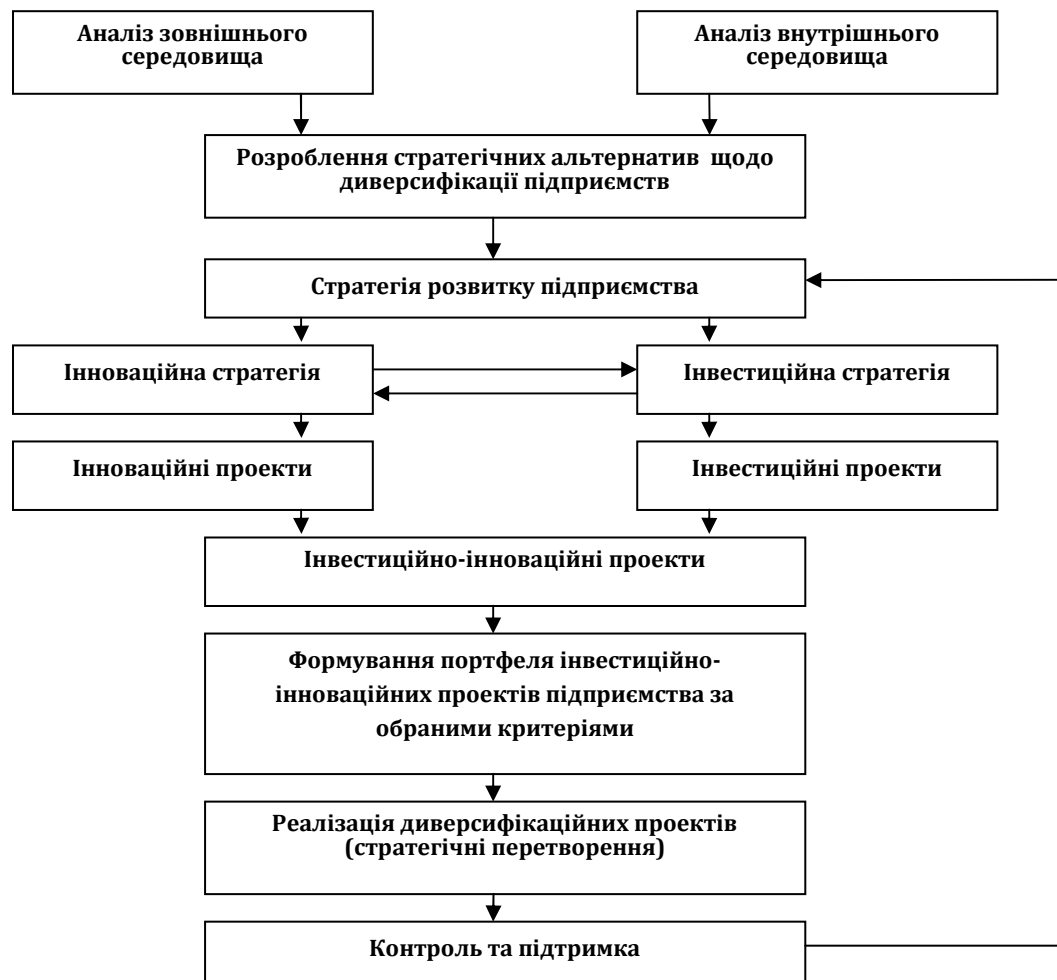 Аналіз зовнішнього
середовища
Аналіз внутрішнього
середовища
Розроблення стратегічних альтернатив щодо
диверсифікації підприємств
Стратегія розвитку підприємства
Інноваційна стратегія
Інвестиційна стратегія
Інноваційні проекти
Інвестиційні проекти
Інвестиційно-інноваційні проекти
Формування портфеля інвестиційно-
інноваційних проектів підприємства за
обраними критеріями
Реалізація диверсифікаційних проектів
(стратегічні перетворення)
Контроль та підтримка